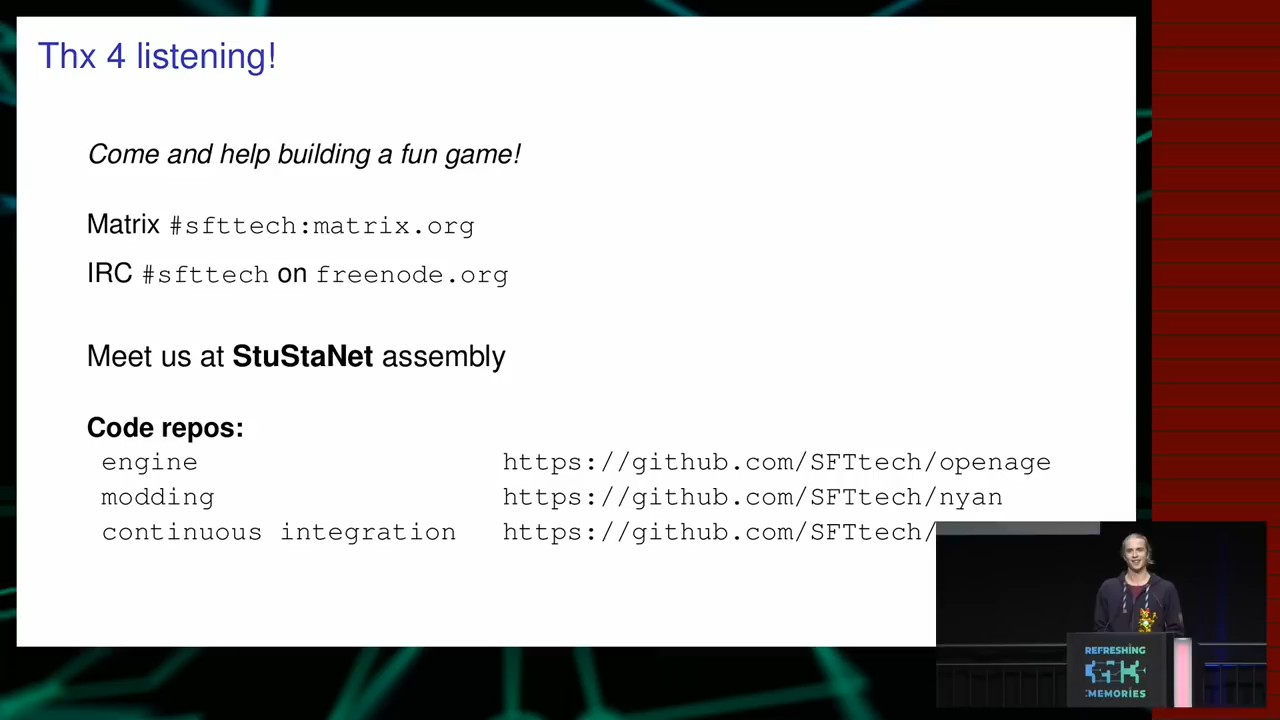 Thx 4 listening!
Come and help building a fun game!
Matrix #sfttech:matrix.org
IRC #sfttech on freenode.org
Meet us at StuStaNet assembly
Code repos:
engine https://github.com/SFTtech/openage
modding https://github.com/SFTtech/nyan
continuous integration https://github.com/SFTtech/
REFRESHING
MEMORIES